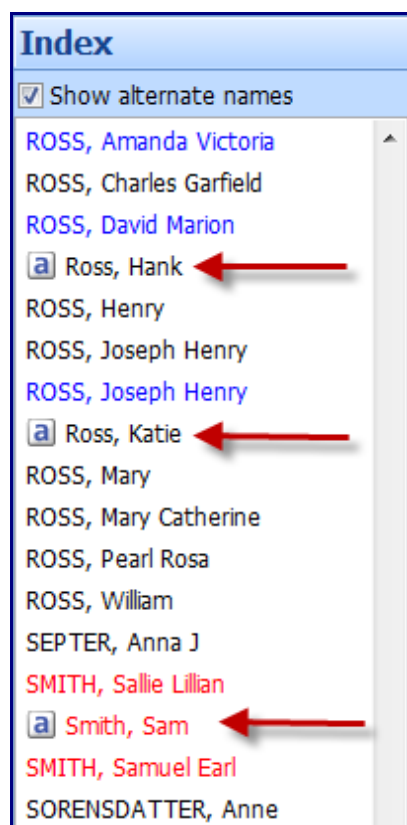 Index
Show alternate names
ROSS, Amanda Victoria
ROSS, Charles Garfield
ROSS, David Marion
a Ross, Hank
ROSS, Henry
ROSS, Joseph Henry
ROSS, Joseph Henry
a Ross, Katie
ROSS, Mary
ROSS, Mary Catherine
ROSS, Pearl Rosa
ROSS, William
SEPTER, Anna J
SMITH, Sallie Lillian
a Smith, Sam
SMITH, Samuel Earl
SORENSDATTER, Anne